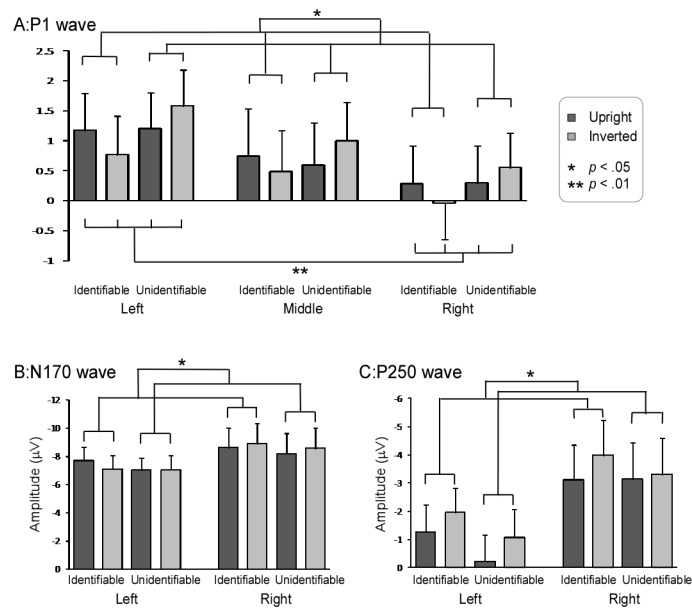 A:P1 wave
*
2.5
2
1.5
1
0.5
0
-0.5
-1
Upright
Inverted
* p < .05
** p < .01
**
Identifiable Unidentifiable Identifiable Unidentifiable Identifiable Unidentifiable
Left Middle Right
B:N170 wave
*
Amplitude (μV)
-12
-10
-8
-6
-4
-2
0
Identifiable Unidentifiable Identifiable Unidentifiable
Left Right
C:P250 wave
*
Amplitude (μV)
-6
-5
-4
-3
-2
-1
0
Identifiable Unidentifiable Identifiable Unidentifiable
Left Right